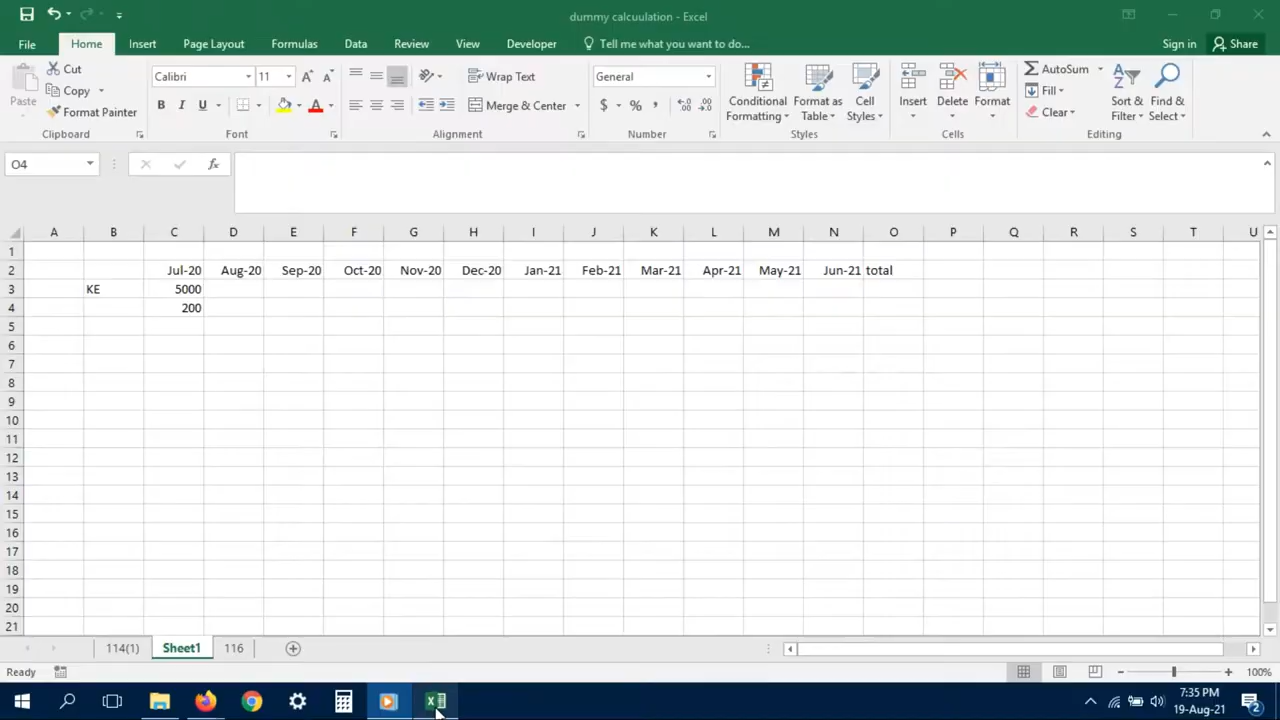 dummy calcuulation - Excel
File Home Insert Page Layout Formulas Data Review View Developer Tell me what you want to do... Sign in Share
Paste Cut Copy Format Painter
Calibri 11 A A B I U A
Wrap Text Merge & Center
General $ % ,
Conditional Formatting Format as Table Cell Styles
Insert Delete Format
AutoSum Fill Clear Sort & Filter Find & Select
Clipboard Font Alignment Number Styles Cells Editing
O4 fx
A B C D E F G H I J K L M N O P Q R S T U
1
2 Jul-20 Aug-20 Sep-20 Oct-20 Nov-20 Dec-20 Jan-21 Feb-21 Mar-21 Apr-21 May-21 Jun-21 total
3 KE 5000
4 200
5
6
7
8
9
10
11
12
13
14
15
16
17
18
19
20
21
114(1) Sheet1 116
Ready 100%
7:35 PM
19-Aug-21 2